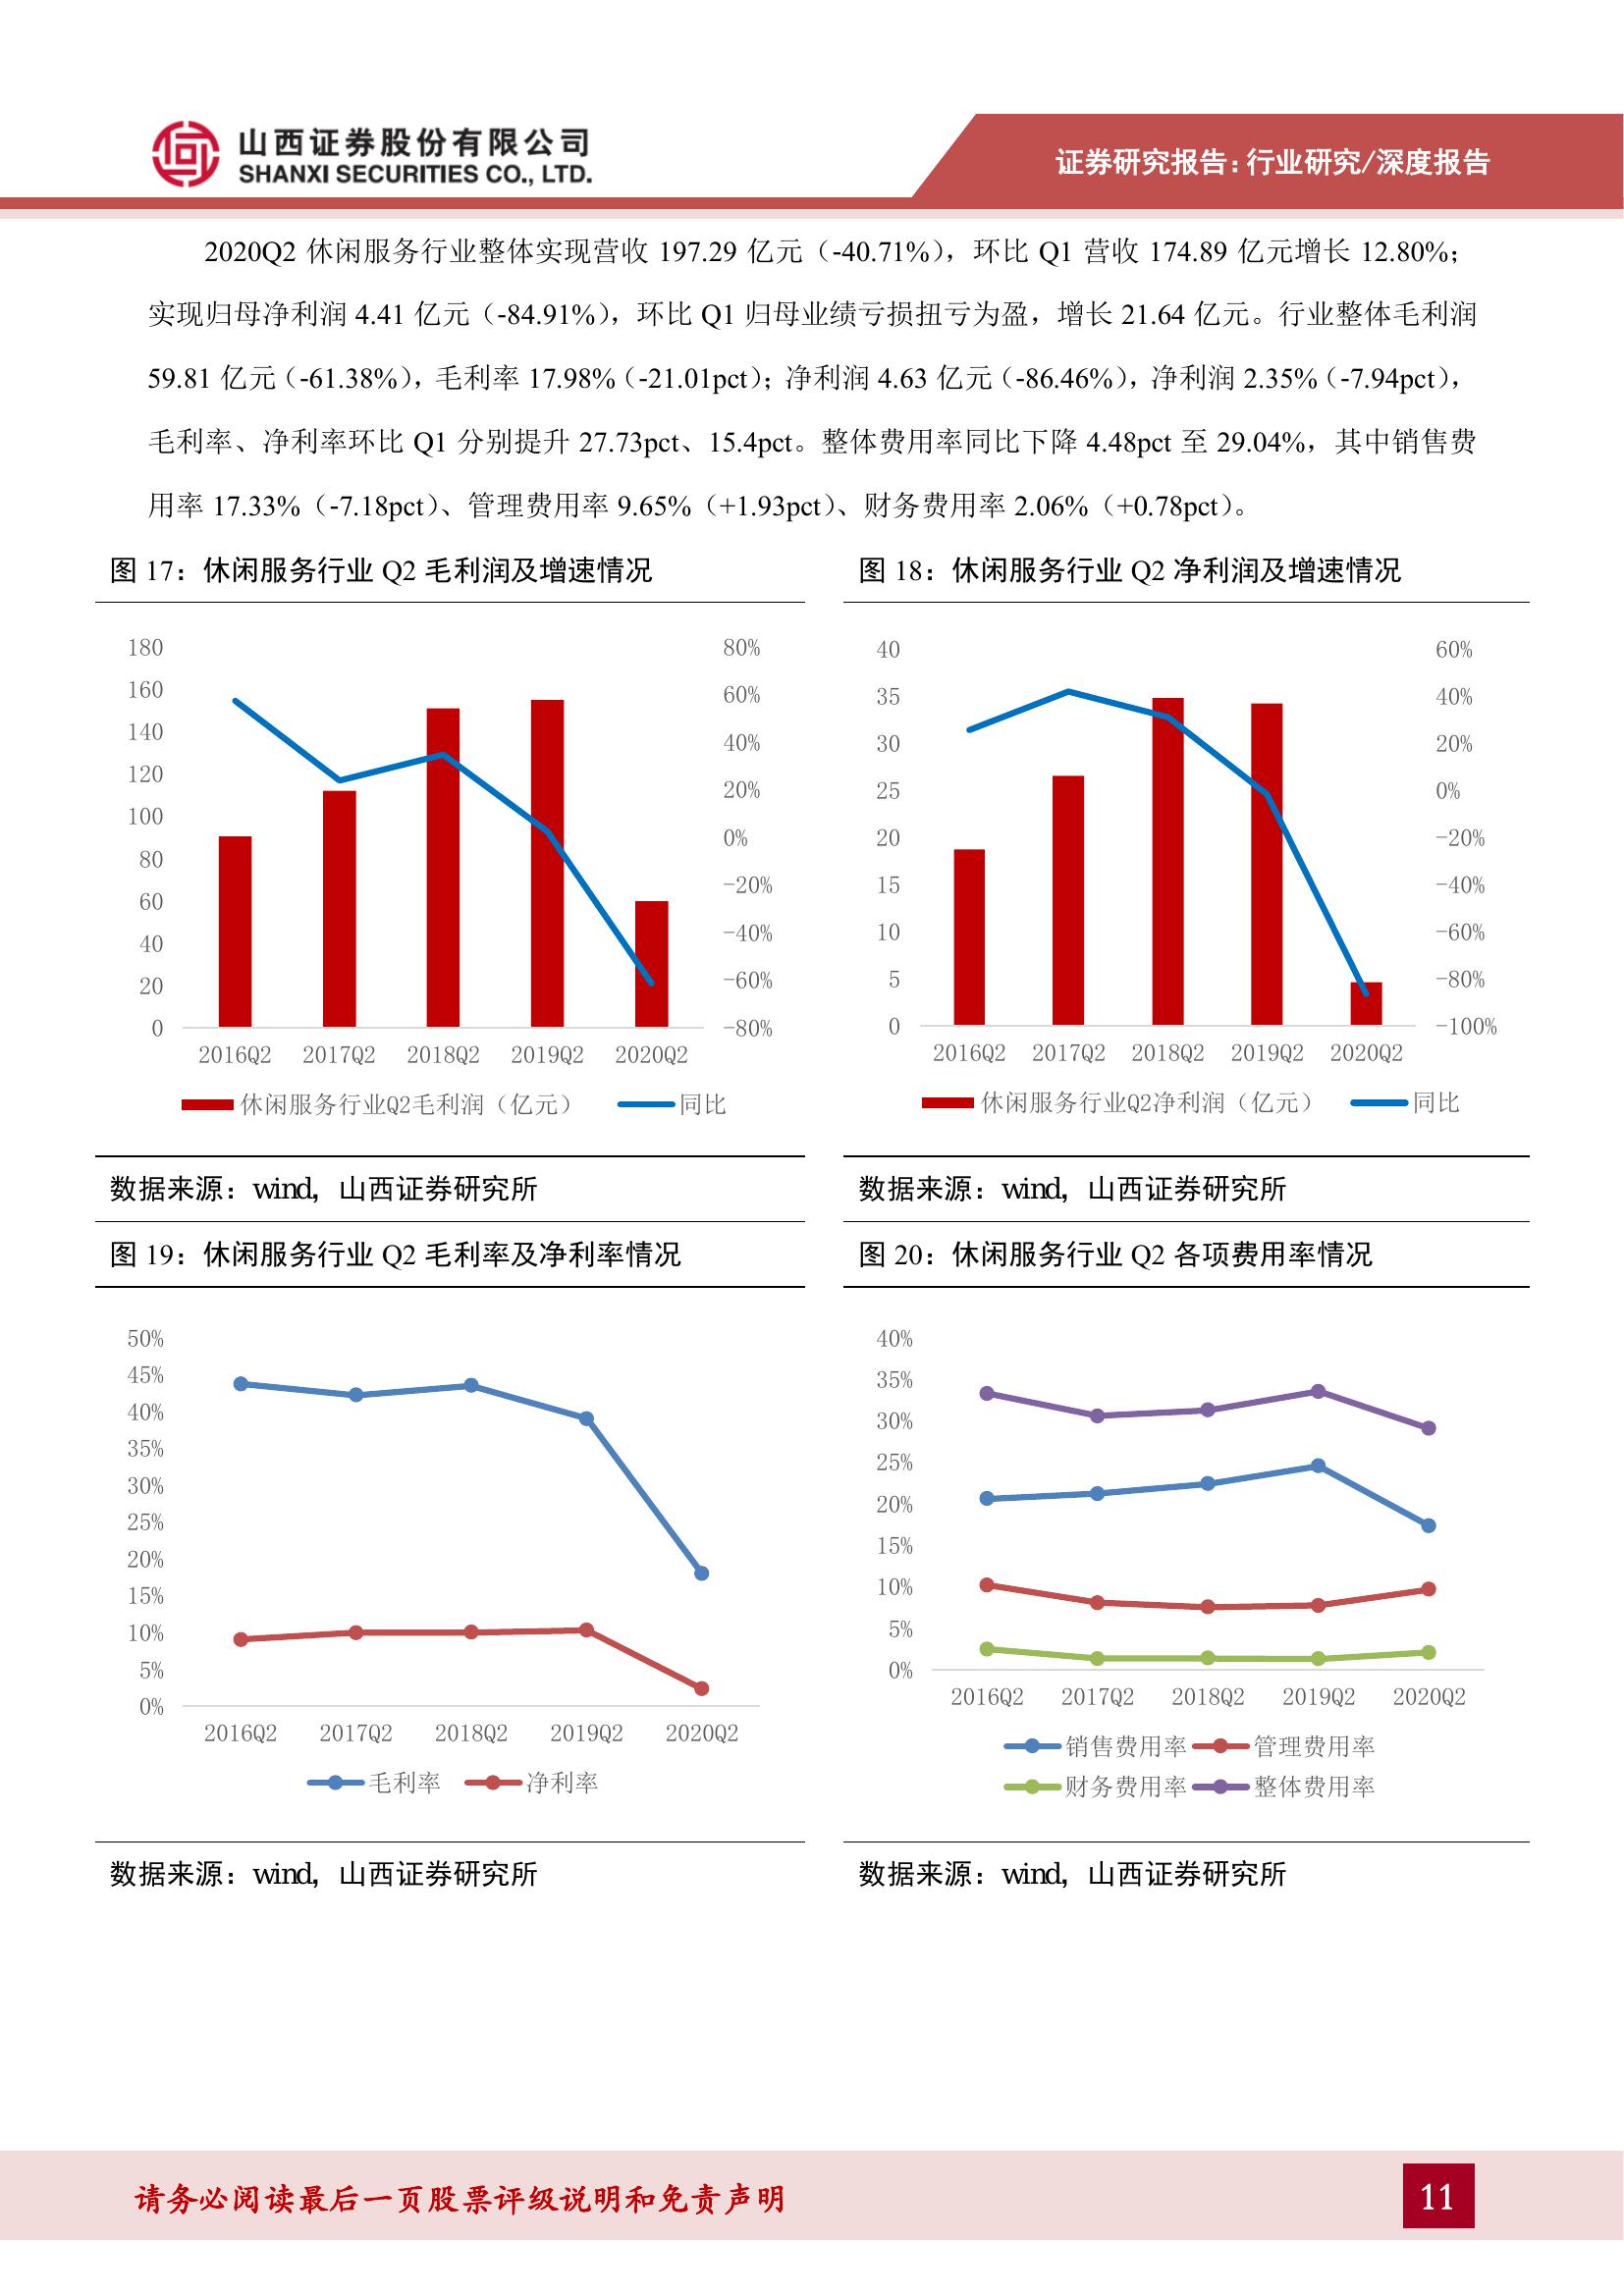 山西证券股份有限公司
SHANXI SECURITIES CO., LTD.
证券研究报告：行业研究/深度报告
2020Q2 休闲服务行业整体实现营收 197.29 亿元（-40.71%），环比 Q1 营收 174.89 亿元增长 12.80%；
实现归母净利润 4.41 亿元（-84.91%），环比 Q1 归母业绩亏损扭亏为盈，增长 21.64 亿元。行业整体毛利润
59.81 亿元（-61.38%），毛利率 17.98%（-21.01pct）；净利润 4.63 亿元（-86.46%），净利润 2.35%（-7.94pct），
毛利率、净利率环比 Q1 分别提升 27.73pct、15.4pct。整体费用率同比下降 4.48pct 至 29.04%，其中销售费
用率 17.33%（-7.18pct）、管理费用率 9.65%（+1.93pct）、财务费用率 2.06%（+0.78pct）。
图 17：休闲服务行业 Q2 毛利润及增速情况
180
160
140
120
100
80
60
40
20
0
80%
60%
40%
20%
0%
-20%
-40%
-60%
-80%
2016Q2 2017Q2 2018Q2 2019Q2 2020Q2
休闲服务行业Q2毛利润（亿元） 同比
数据来源：wind，山西证券研究所
图 18：休闲服务行业 Q2 净利润及增速情况
40
35
30
25
20
15
10
5
0
60%
40%
20%
0%
-20%
-40%
-60%
-80%
-100%
2016Q2 2017Q2 2018Q2 2019Q2 2020Q2
休闲服务行业Q2净利润（亿元） 同比
数据来源：wind，山西证券研究所
图 19：休闲服务行业 Q2 毛利率及净利率情况
50%
45%
40%
35%
30%
25%
20%
15%
10%
5%
0%
2016Q2 2017Q2 2018Q2 2019Q2 2020Q2
毛利率 净利率
数据来源：wind，山西证券研究所
图 20：休闲服务行业 Q2 各项费用率情况
40%
35%
30%
25%
20%
15%
10%
5%
0%
2016Q2 2017Q2 2018Q2 2019Q2 2020Q2
销售费用率 管理费用率
财务费用率 整体费用率
数据来源：wind，山西证券研究所
请务必阅读最后一页股票评级说明和免责声明
11